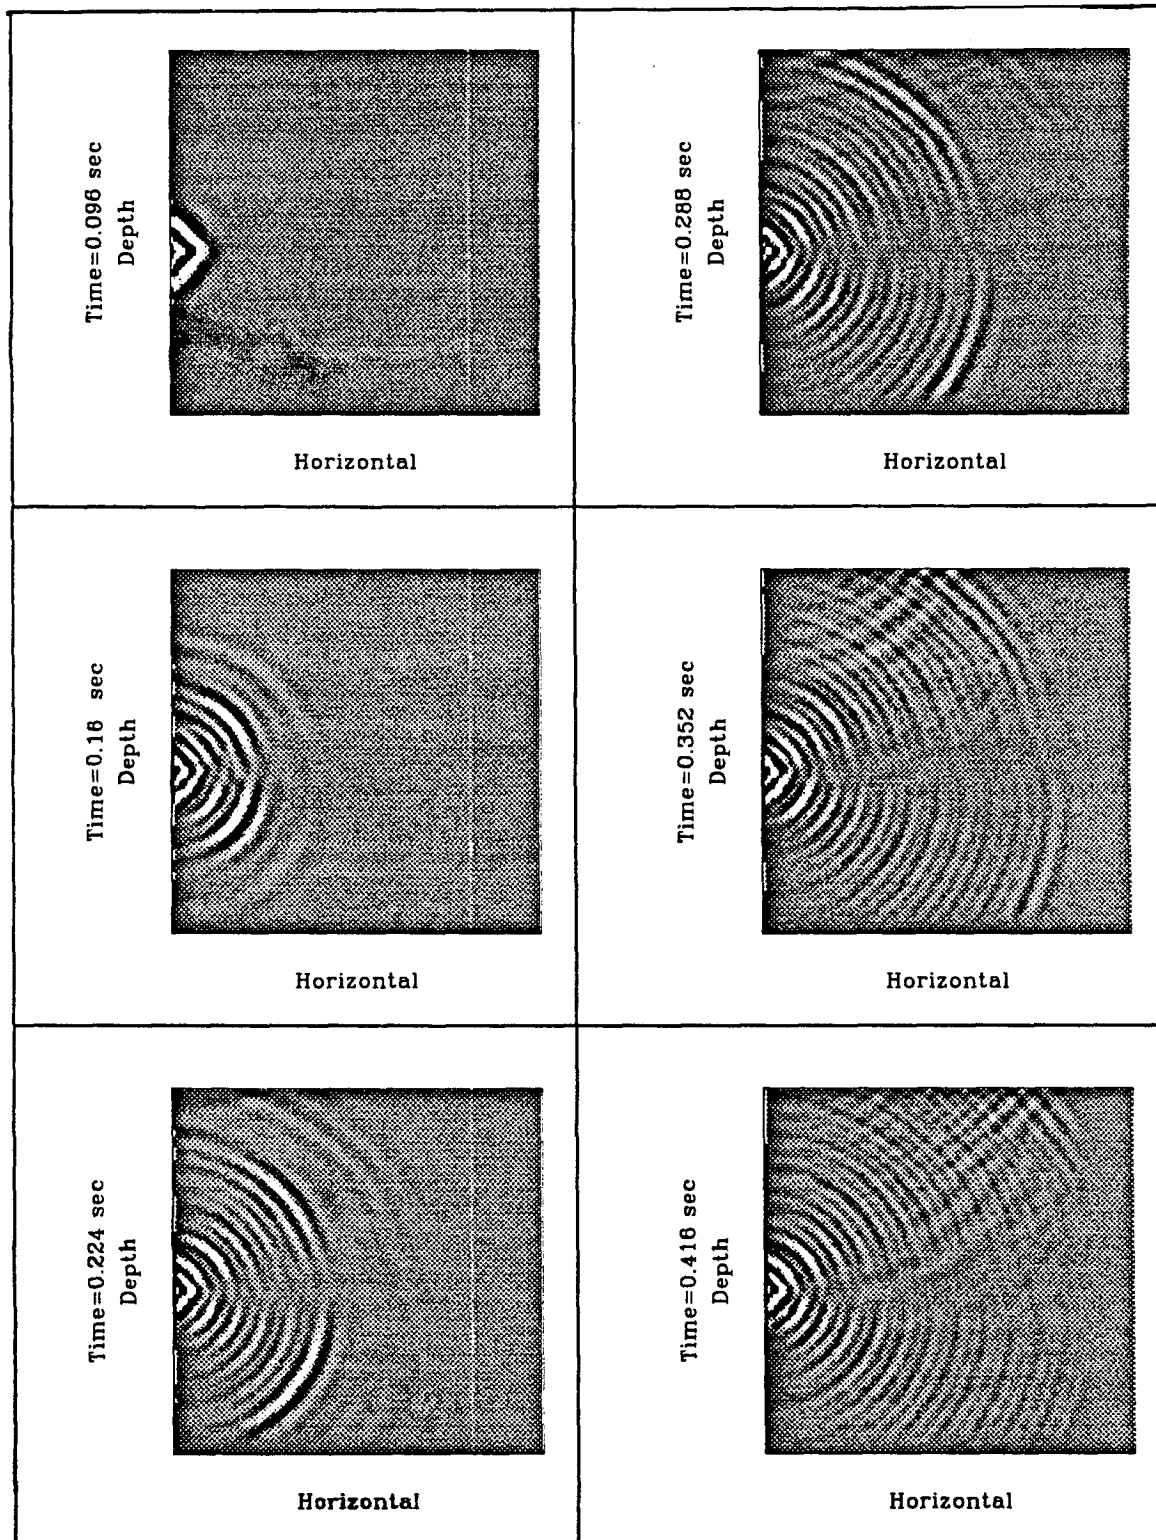 Time=0.096 sec
Depth
Horizontal
Time=0.16 sec
Depth
Horizontal
Time=0.224 sec
Depth
Horizontal
Time=0.288 sec
Depth
Horizontal
Time=0.352 sec
Depth
Horizontal
Time=0.416 sec
Depth
Horizontal